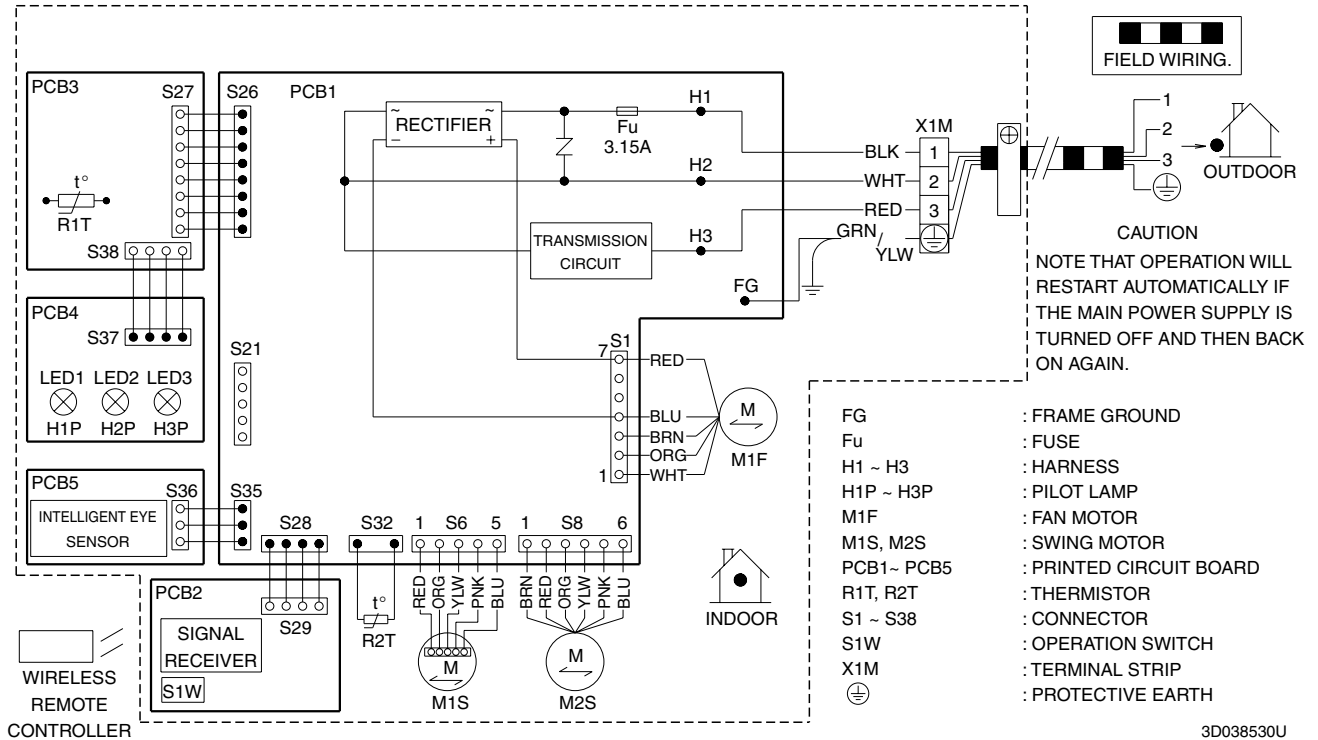 PCB3
S27
S26
PCB1
RECTIFIER
~
~
−
+
Fu
3.15A
H1
H2
H3
TRANSMISSION
CIRCUIT
FG
t°
R1T
S38
PCB4
S37
LED1 LED2 LED3
H1P H2P H3P
S21
PCB5
S36
S35
INTELLIGENT EYE
SENSOR
S28
S32
1 S6 5
1 S8 6
PCB2
S29
SIGNAL
RECEIVER
S1W
t°
R2T
RED
ORG
YLW
PNK
BLU
M
M1S
BRN
RED
ORG
YLW
PNK
BLU
M
M2S
S1
7
1
RED
BLU
BRN
ORG
WHT
M
M1F
X1M
BLK 1
WHT 2
RED 3
GRN/
YLW
FIELD WIRING.
1
2
3
OUTDOOR
CAUTION
NOTE THAT OPERATION WILL
RESTART AUTOMATICALLY IF
THE MAIN POWER SUPPLY IS
TURNED OFF AND THEN BACK
ON AGAIN.
INDOOR
WIRELESS
REMOTE
CONTROLLER
FG : FRAME GROUND
Fu : FUSE
H1 ~ H3 : HARNESS
H1P ~ H3P : PILOT LAMP
M1F : FAN MOTOR
M1S, M2S : SWING MOTOR
PCB1~ PCB5 : PRINTED CIRCUIT BOARD
R1T, R2T : THERMISTOR
S1 ~ S38 : CONNECTOR
S1W : OPERATION SWITCH
X1M : TERMINAL STRIP
: PROTECTIVE EARTH
3D038530U